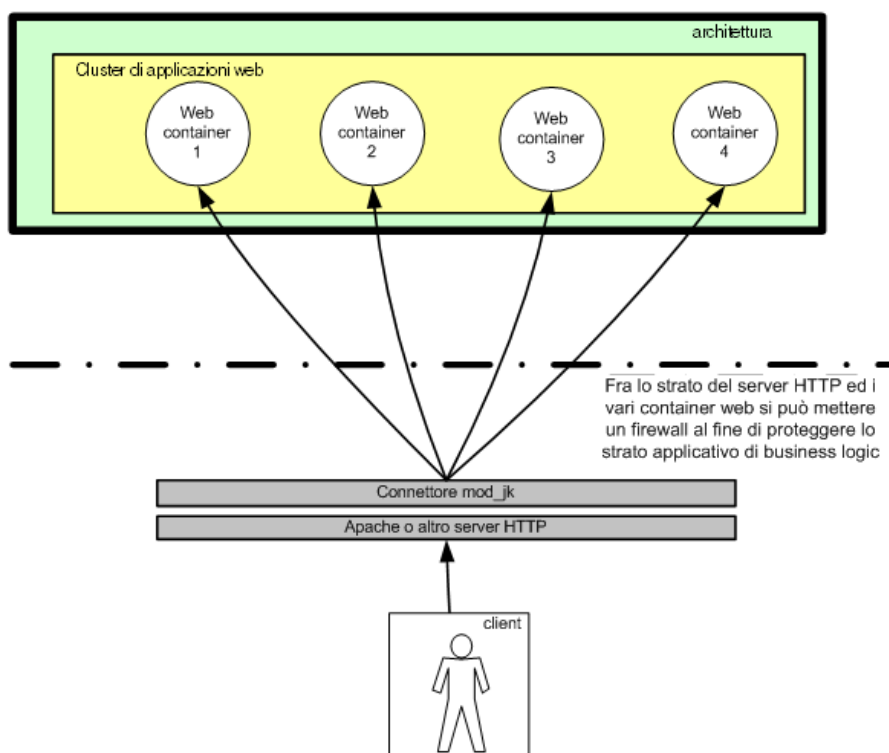 architettura
Cluster di applicazioni web
Web
container
1
Web
container
2
Web
container
3
Web
container
4
Fra lo strato del server HTTP ed i
vari container web si può mettere
un firewall al fine di proteggere lo
strato applicativo di business logic
Connettore mod_jk
Apache o altro server HTTP
client